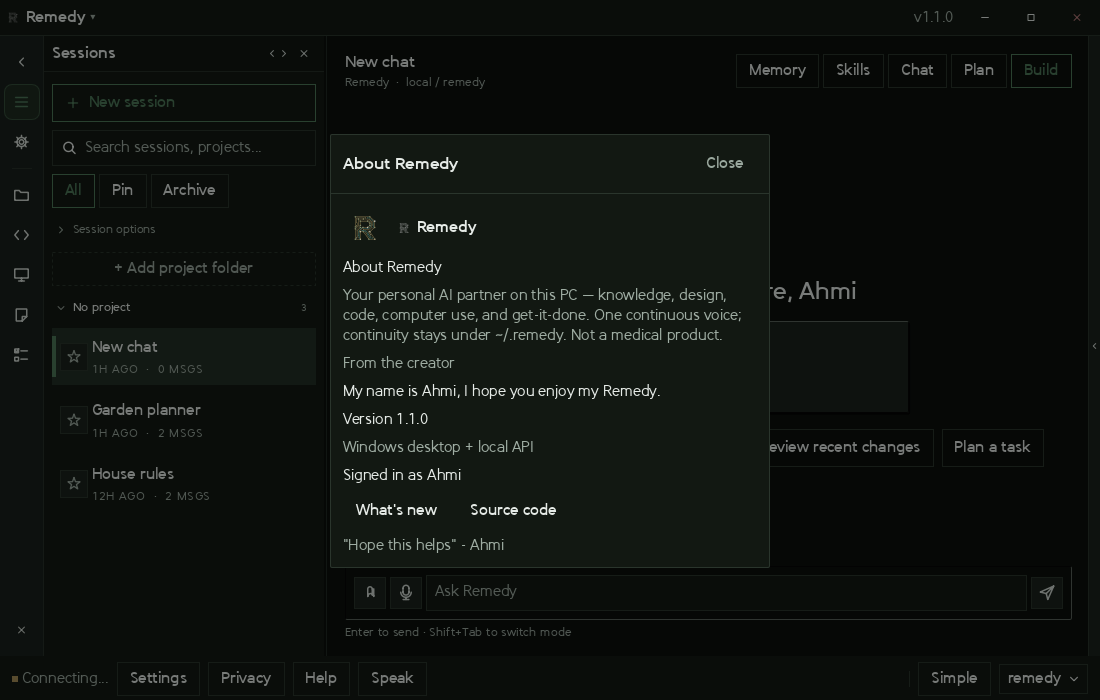 Remedy
v1.1.0
Sessions
New session
Search sessions, projects...
All
Pin
Archive
Session options
+ Add project folder
No project
3
New chat
1H AGO · 0 MSGS
Garden planner
1H AGO · 2 MSGS
House rules
12H AGO · 2 MSGS
New chat
Remedy · local / remedy
Memory
Skills
Chat
Plan
Build
re, Ahmi
eview recent changes
Plan a task
About Remedy
Close
Remedy
About Remedy
Your personal AI partner on this PC — knowledge, design,
code, computer use, and get-it-done. One continuous voice;
continuity stays under ~/.remedy. Not a medical product.
From the creator
My name is Ahmi, I hope you enjoy my Remedy.
Version 1.1.0
Windows desktop + local API
Signed in as Ahmi
What's new
Source code
"Hope this helps" - Ahmi
Ask Remedy
Enter to send · Shift+Tab to switch mode
Connecting...
Settings
Privacy
Help
Speak
Simple
remedy